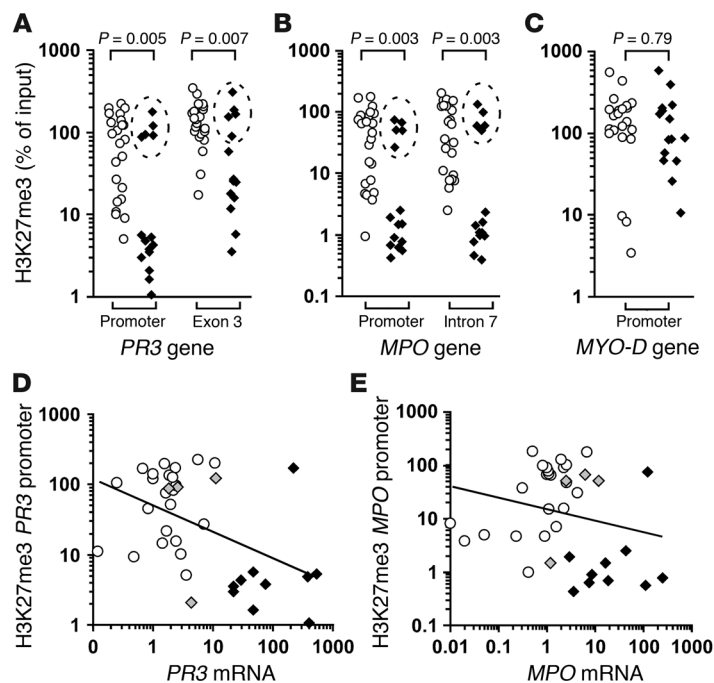 A
P = 0.005 P = 0.007
H3K27me3 (% of input)
1000
100
10
1
Promoter Exon 3
PR3 gene
B
P = 0.003 P = 0.003
1000
100
10
1
0.1
Promoter Intron 7
MPO gene
C
P = 0.79
1000
100
10
1
Promoter
MYO-D gene
D
H3K27me3 PR3 promoter
1000
100
10
1
0 1 10 100 1000
PR3 mRNA
E
H3K27me3 MPO promoter
1000
100
10
1
0.1
0.01 0.1 1.0 10 100 1000
MPO mRNA